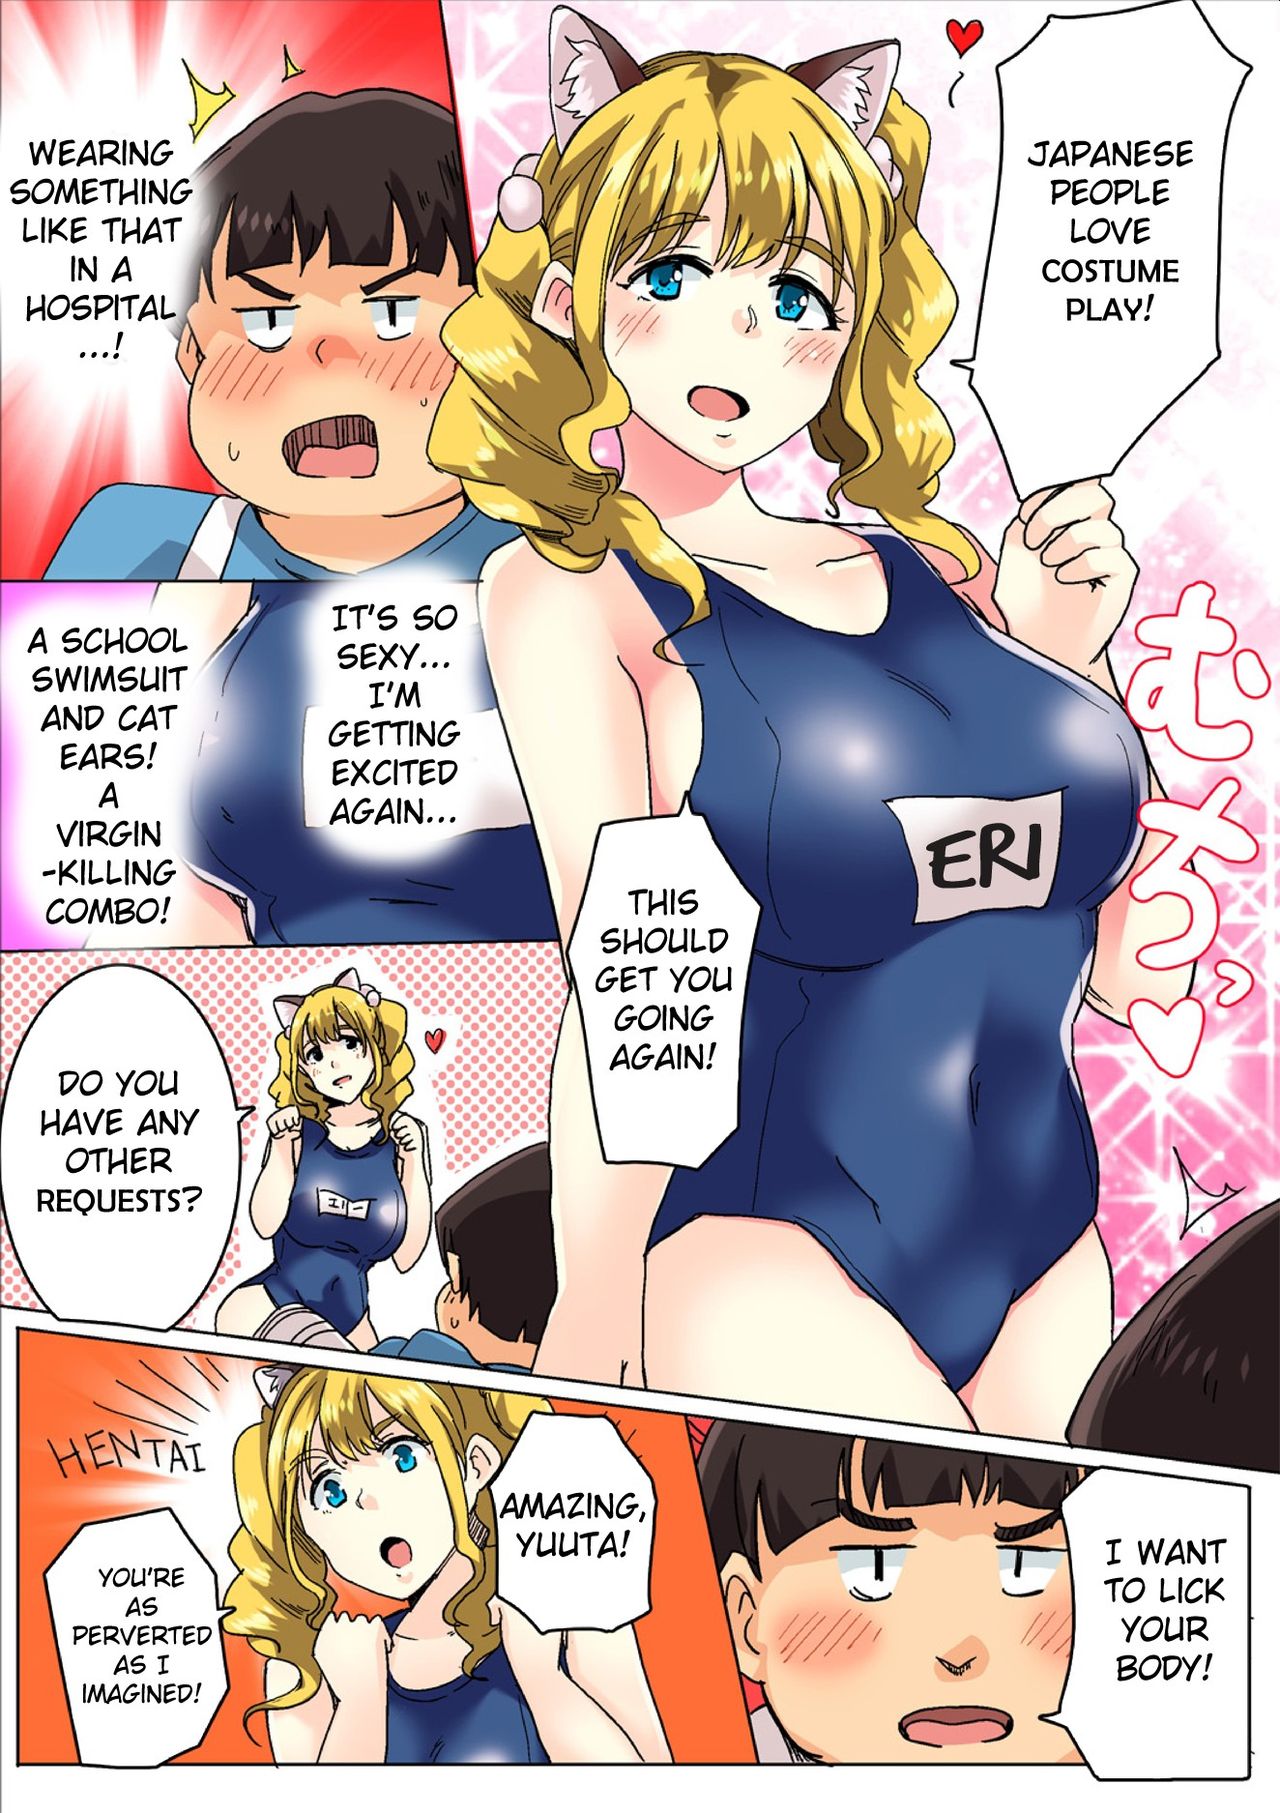 JAPANESE
PEOPLE
LOVE
COSTUME
PLAY!
WEARING
SOMETHING
LIKE THAT
IN A
HOSPITAL
...!
むちっ♥
ERI
THIS
SHOULD
GET YOU
GOING
AGAIN!
IT'S SO
SEXY...
I'M
GETTING
EXCITED
AGAIN...
A SCHOOL
SWIMSUIT
AND CAT
EARS!
A
VIRGIN
-KILLING
COMBO!
DO YOU
HAVE ANY
OTHER
REQUESTS?
エリー
I WANT
TO LICK
YOUR
BODY!
AMAZING,
YUUTA!
HENTAI
YOU'RE
AS
PERVERTED
AS I
IMAGINED!